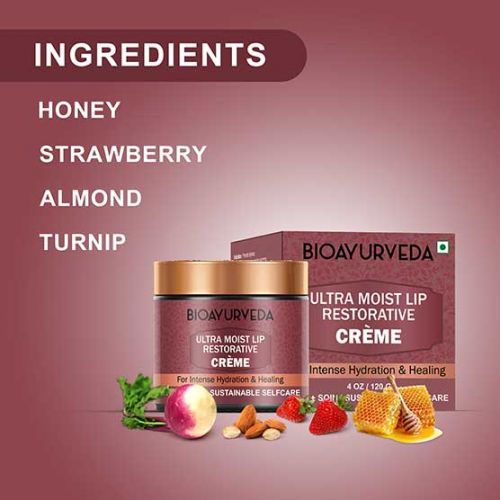 INGREDIENTS
HONEY
STRAWBERRY
ALMOND
TURNIP
BIOAYURVEDA
ULTRA MOIST LIP
RESTORATIVE
CRÈME
Intense Hydration & Healing
4 OZ / 120 G
BIOAYURVEDA
ULTRA MOIST LIP
RESTORATIVE
CRÈME
For Intense Hydration & Healing
SUSTAINABLE SELFCARE